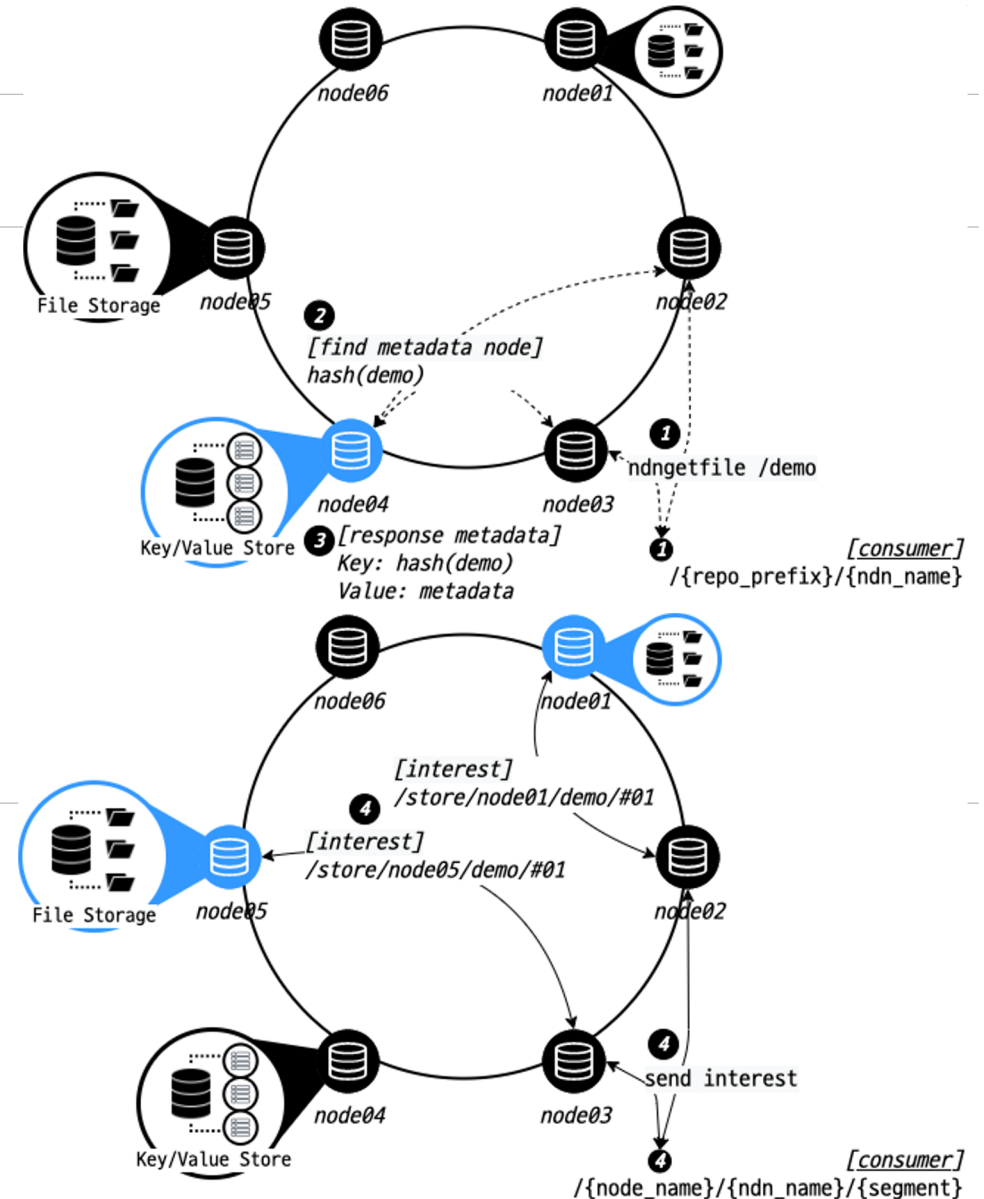 node06
node01
File Storage
node05
node02
2
[find metadata node]
hash(demo)
1
ndngetfile /demo
node04
node03
Key/Value Store
3
[response metadata]
Key: hash(demo)
Value: metadata
1
[consumer]
/{repo_prefix}/{ndn_name}
node06
node01
[interest]
/store/node01/demo/#01
4
[interest]
/store/node05/demo/#01
File Storage
node05
node02
4
send interest
node04
node03
Key/Value Store
4
[consumer]
/{node_name}/{ndn_name}/{segment}